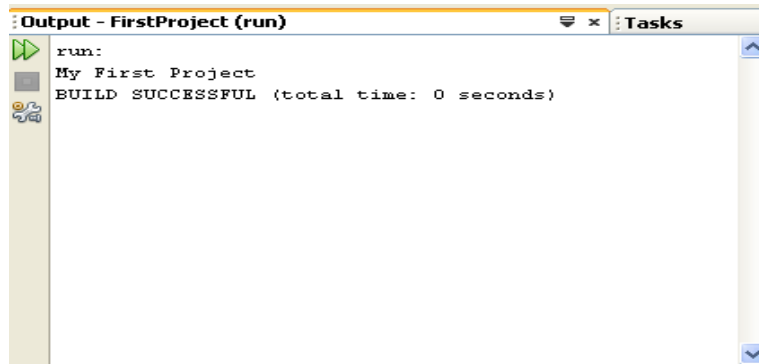 Output - FirstProject (run)
Tasks
run:
My First Project
BUILD SUCCESSFUL (total time: 0 seconds)